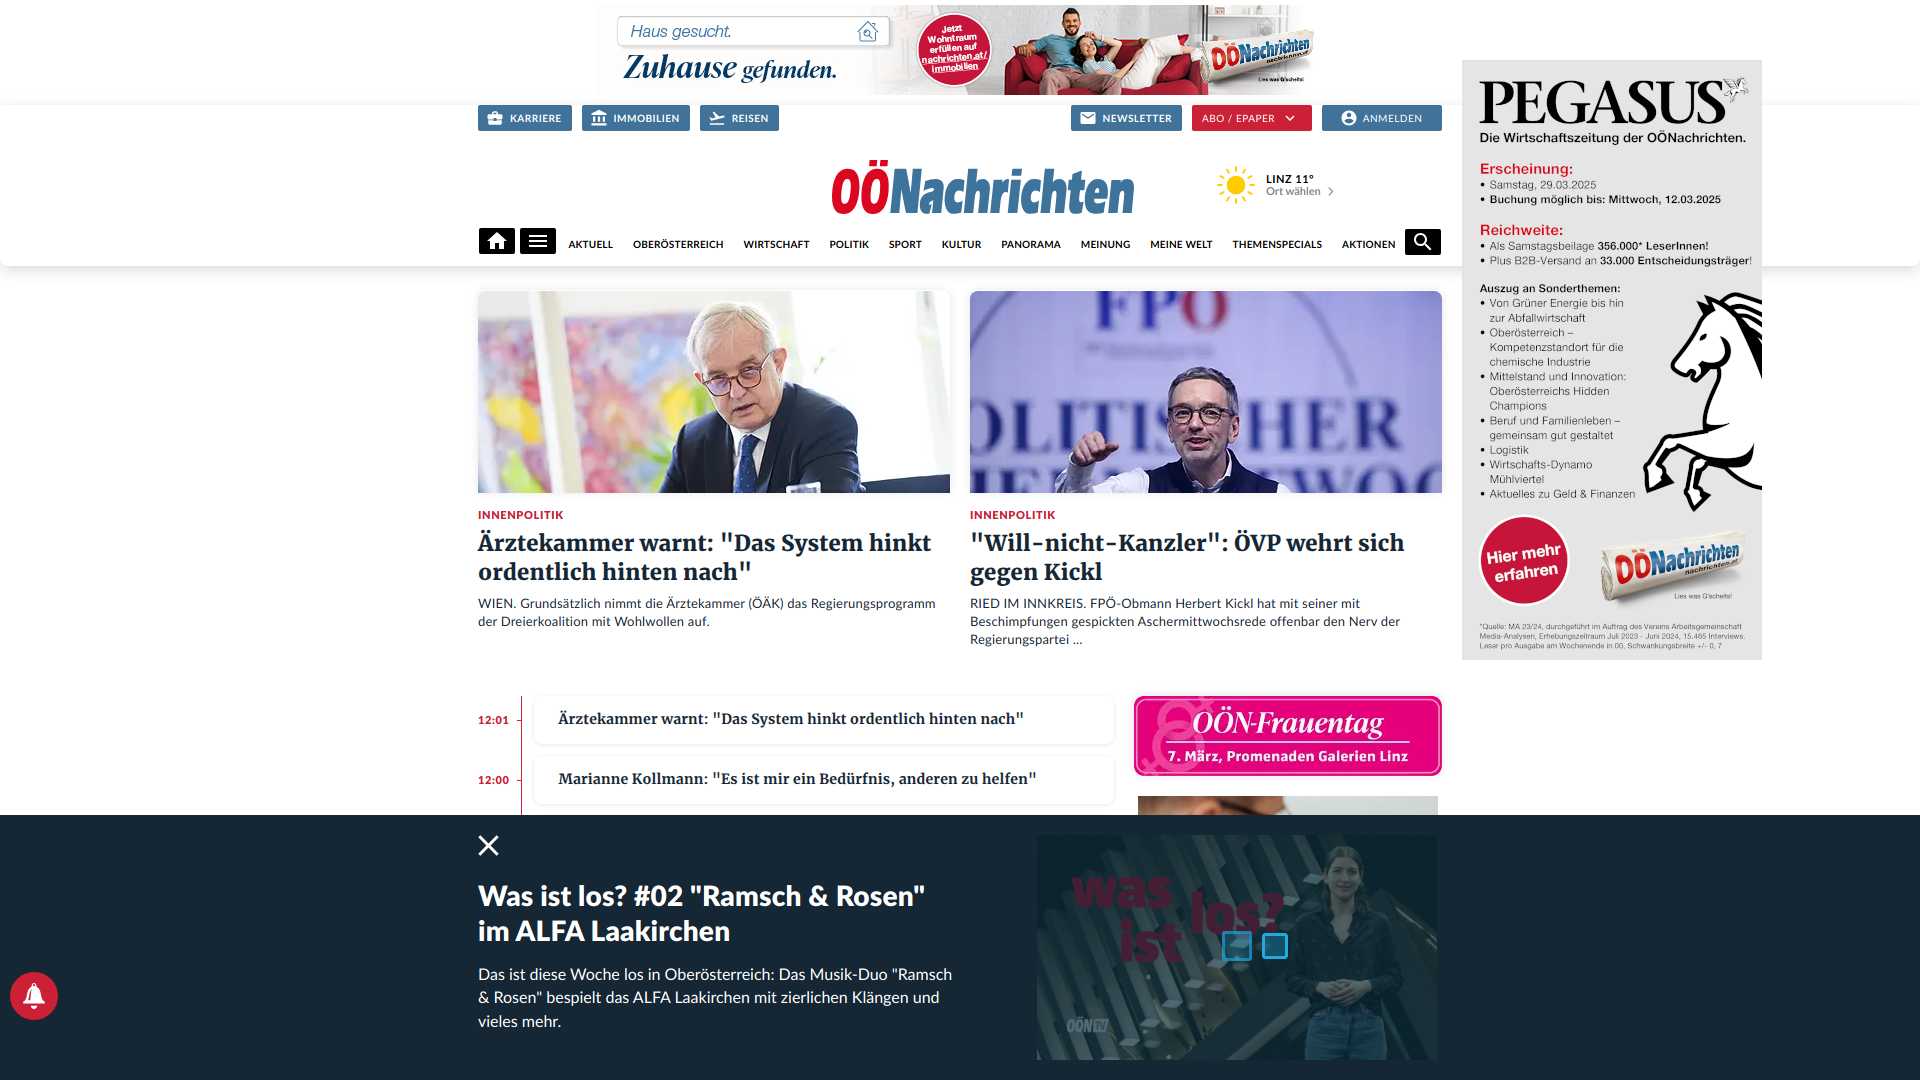 Haus gesucht.
Zuhause gefunden.
Jetzt
Wohntraum
erfüllen auf
nachrichten.at/
immobilien
OÖNachrichten
nachrichten.at
Lies was G'scheits!
KARRIERE
IMMOBILIEN
REISEN
NEWSLETTER
ABO / EPAPER
ANMELDEN
OÖNachrichten
LINZ 11°
Ort wählen
AKTUELL
OBERÖSTERREICH
WIRTSCHAFT
POLITIK
SPORT
KULTUR
PANORAMA
MEINUNG
MEINE WELT
THEMENSPECIALS
AKTIONEN
PEGASUS
Die Wirtschaftszeitung der OÖNachrichten.
Erscheinung:
• Samstag, 29.03.2025
• Buchung möglich bis: Mittwoch, 12.03.2025
Reichweite:
• Als Samstagsbeilage 356.000* LeserInnen!
• Plus B2B-Versand an 33.000 Entscheidungsträger!
Auszug an Sonderthemen:
• Von Grüner Energie bis hin
zur Abfallwirtschaft
• Oberösterreich –
Kompetenzstandort für die
chemische Industrie
• Mittelstand und Innovation:
Oberösterreichs Hidden
Champions
• Beruf und Familienleben –
gemeinsam gut gestaltet
• Logistik
• Wirtschafts-Dynamo
Mühlviertel
• Aktuelles zu Geld & Finanzen
Hier mehr
erfahren
OÖNachrichten
nachrichten.at
Lies was G'scheits!
*Quelle: MA 23/24, durchgeführt im Auftrag des Vereins Arbeitsgemeinschaft
Media-Analysen, Erhebungszeitraum Juli 2023 - Juni 2024, 15.465 Interviews.
Leser pro Ausgabe am Wochenende in OÖ, Schwankungsbreite +/- 0, 7
FPÖ
OLITISCHER
INNENPOLITIK
Ärztekammer warnt: "Das System hinkt
ordentlich hinten nach"
WIEN. Grundsätzlich nimmt die Ärztekammer (ÖÄK) das Regierungsprogramm
der Dreierkoalition mit Wohlwollen auf.
INNENPOLITIK
"Will-nicht-Kanzler": ÖVP wehrt sich
gegen Kickl
RIED IM INNKREIS. FPÖ-Obmann Herbert Kickl hat mit seiner mit
Beschimpfungen gespickten Aschermittwochsrede offenbar den Nerv der
Regierungspartei ...
12:01
Ärztekammer warnt: "Das System hinkt ordentlich hinten nach"
12:00
Marianne Kollmann: "Es ist mir ein Bedürfnis, anderen zu helfen"
OÖN-Frauentag
7. März, Promenaden Galerien Linz
Was ist los? #02 "Ramsch & Rosen"
im ALFA Laakirchen
Das ist diese Woche los in Oberösterreich: Das Musik-Duo "Ramsch
& Rosen" bespielt das ALFA Laakirchen mit zierlichen Klängen und
vieles mehr.
was
ist los?
OÖN TV